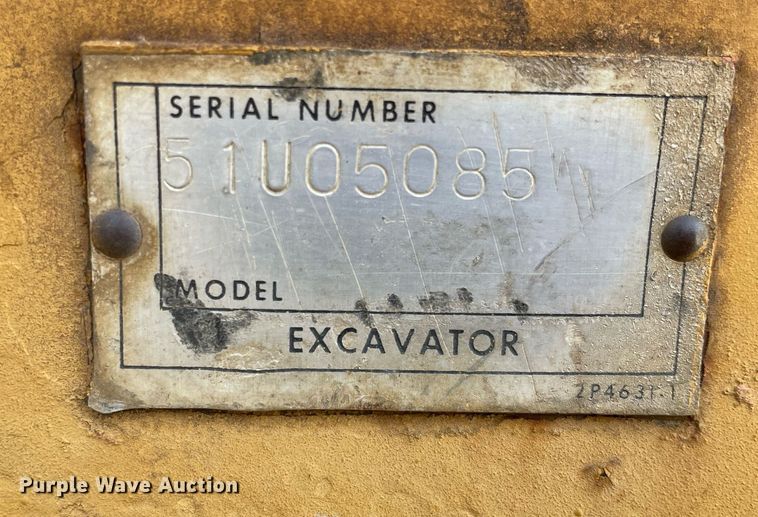 SERIAL NUMBER
51U05085
MODEL
EXCAVATOR
2P4631-1
Purple Wave Auction